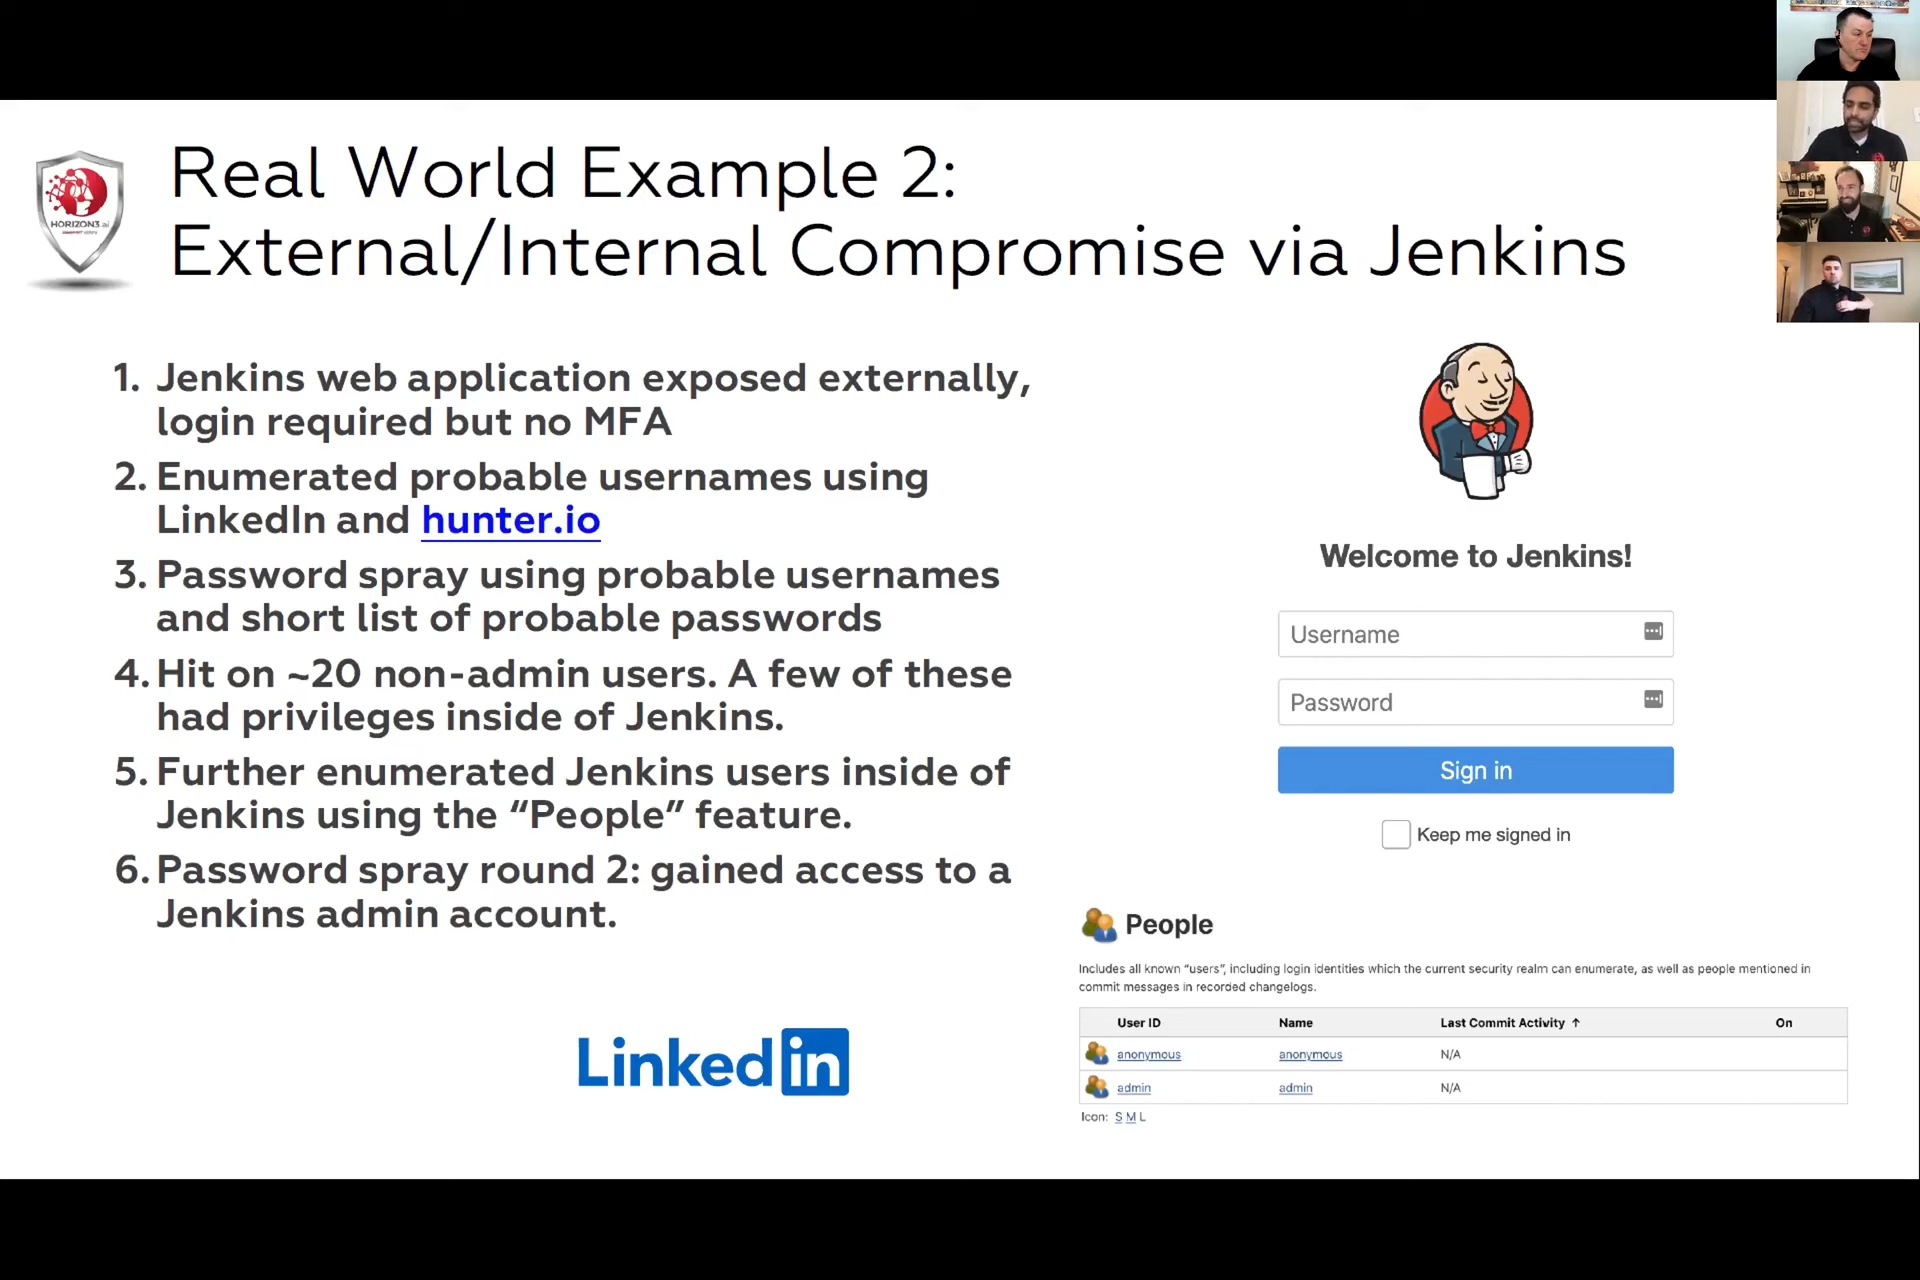 Real World Example 2:
External/Internal Compromise via Jenkins
HORIZON3.ai
1. Jenkins web application exposed externally,
login required but no MFA
2. Enumerated probable usernames using
LinkedIn and hunter.io
3. Password spray using probable usernames
and short list of probable passwords
4. Hit on ~20 non-admin users. A few of these
had privileges inside of Jenkins.
5. Further enumerated Jenkins users inside of
Jenkins using the “People” feature.
6. Password spray round 2: gained access to a
Jenkins admin account.
LinkedIn
Welcome to Jenkins!
Username
Password
Sign in
Keep me signed in
People
Includes all known “users”, including login identities which the current security realm can enumerate, as well as people mentioned in
commit messages in recorded changelogs.
User ID Name Last Commit Activity ↑ On
anonymous anonymous N/A
admin admin N/A
Icon: S M L